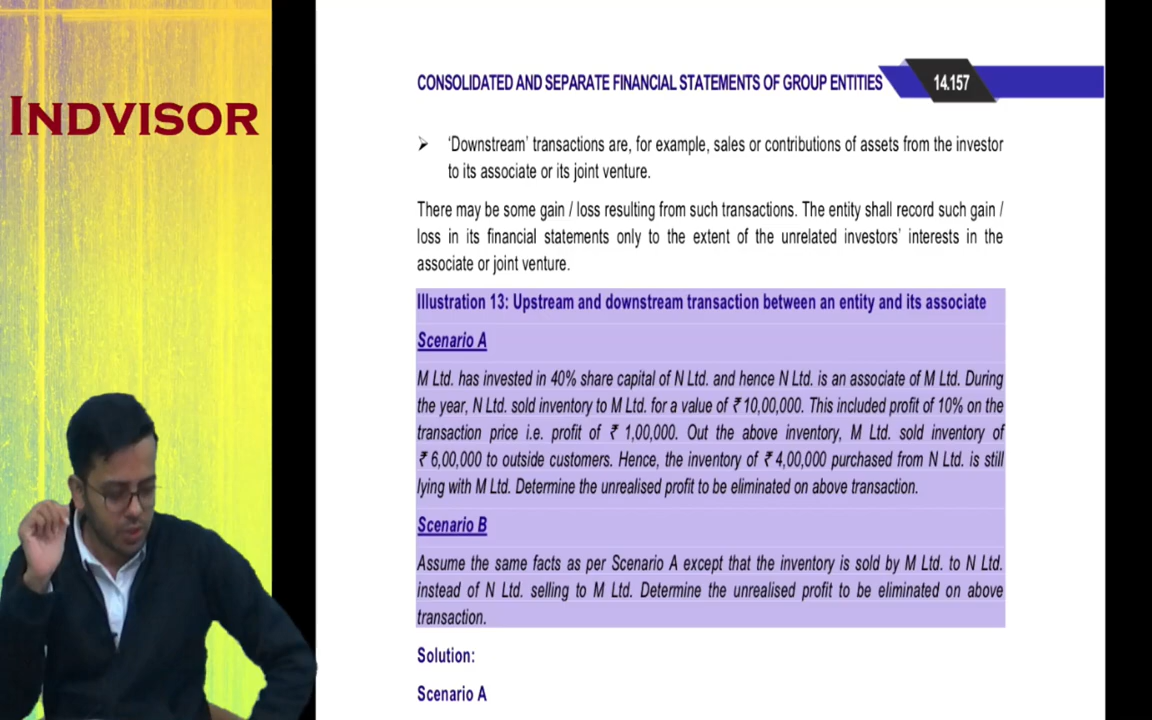 INDVISOR
CONSOLIDATED AND SEPARATE FINANCIAL STATEMENTS OF GROUP ENTITIES 14.157
➢ ‘Downstream’ transactions are, for example, sales or contributions of assets from the investor
to its associate or its joint venture.
There may be some gain / loss resulting from such transactions. The entity shall record such gain /
loss in its financial statements only to the extent of the unrelated investors’ interests in the
associate or joint venture.
Illustration 13: Upstream and downstream transaction between an entity and its associate
Scenario A
M Ltd. has invested in 40% share capital of N Ltd. and hence N Ltd. is an associate of M Ltd. During
the year, N Ltd. sold inventory to M Ltd. for a value of ₹ 10,00,000. This included profit of 10% on the
transaction price i.e. profit of ₹ 1,00,000. Out the above inventory, M Ltd. sold inventory of
₹ 6,00,000 to outside customers. Hence, the inventory of ₹ 4,00,000 purchased from N Ltd. is still
lying with M Ltd. Determine the unrealised profit to be eliminated on above transaction.
Scenario B
Assume the same facts as per Scenario A except that the inventory is sold by M Ltd. to N Ltd.
instead of N Ltd. selling to M Ltd. Determine the unrealised profit to be eliminated on above
transaction.
Solution:
Scenario A